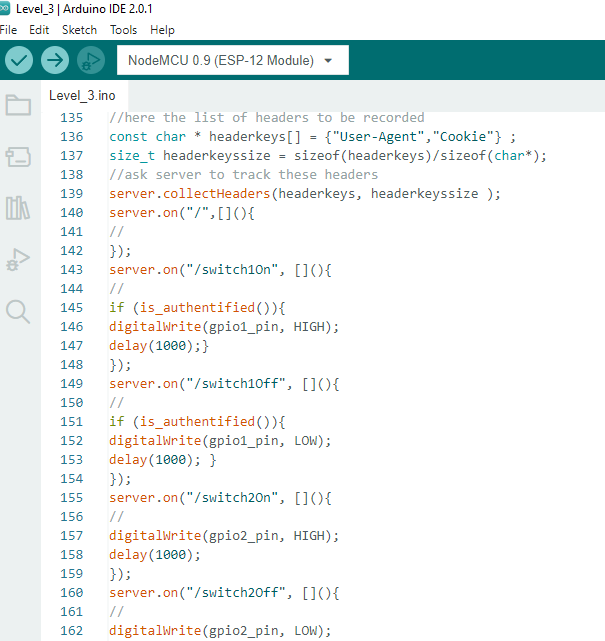 Level_3 | Arduino IDE 2.0.1
File Edit Sketch Tools Help
NodeMCU 0.9 (ESP-12 Module)
Level_3.ino
135 //here the list of headers to be recorded
136 const char * headerkeys[] = {"User-Agent","Cookie"} ;
137 size_t headerkeyssize = sizeof(headerkeys)/sizeof(char*);
138 //ask server to track these headers
139 server.collectHeaders(headerkeys, headerkeyssize );
140 server.on("/",[](){
141 //
142 });
143 server.on("/switch1On", [](){
144 //
145 if (is_authentified()){
146 digitalWrite(gpio1_pin, HIGH);
147 delay(1000);}
148 });
149 server.on("/switch1Off", [](){
150 //
151 if (is_authentified()){
152 digitalWrite(gpio1_pin, LOW);
153 delay(1000); }
154 });
155 server.on("/switch2On", [](){
156 //
157 digitalWrite(gpio2_pin, HIGH);
158 delay(1000);
159 });
160 server.on("/switch2Off", [](){
161 //
162 digitalWrite(gpio2_pin, LOW);